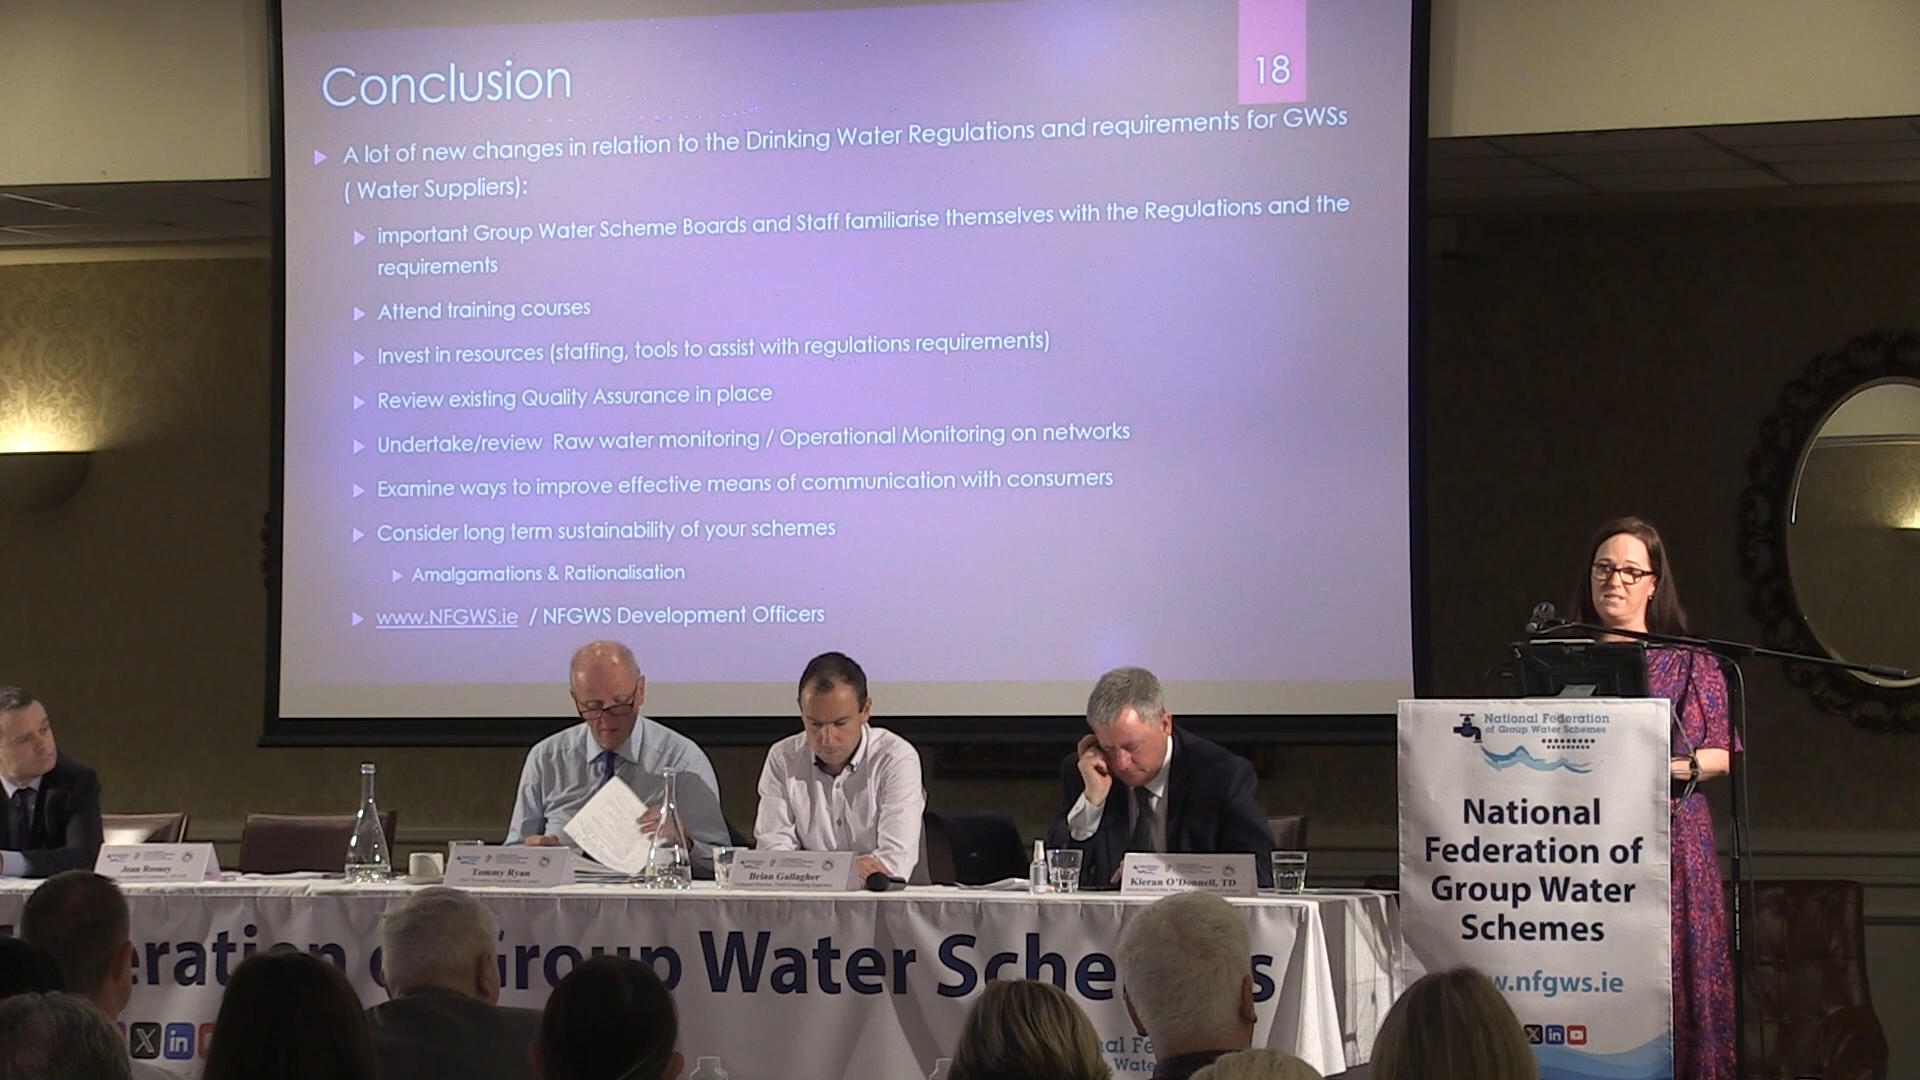 Conclusion
18
A lot of new changes in relation to the Drinking Water Regulations and requirements for GWSs
( Water Suppliers):
important Group Water Scheme Boards and Staff familiarise themselves with the Regulations and the
requirements
Attend training courses
Invest in resources (staffing, tools to assist with regulations requirements)
Review existing Quality Assurance in place
Undertake/review Raw water monitoring / Operational Monitoring on networks
Examine ways to improve effective means of communication with consumers
Consider long term sustainability of your schemes
Amalgamations & Rationalisation
www.NFGWS.ie / NFGWS Development Officers
National Federation
of Group Water Schemes
National
Federation of
Group Water
Schemes
w.nfgws.ie
Jean Rosney
Tommy Ryan
Brian Gallagher
Kieran O'Donnell, TD
Group Water Sche s
al Fe
Wate